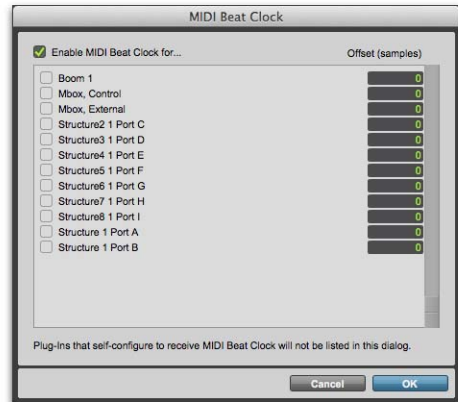 MIDI Beat Clock
Enable MIDI Beat Clock for... Offset (samples)
Boom 1 0
Mbox, Control 0
Mbox, External 0
Structure2 1 Port C 0
Structure3 1 Port D 0
Structure4 1 Port E 0
Structure5 1 Port F 0
Structure6 1 Port G 0
Structure7 1 Port H 0
Structure8 1 Port I 0
Structure 1 Port A 0
Structure 1 Port B 0
Plug-Ins that self-configure to receive MIDI Beat Clock will not be listed in this dialog.
Cancel OK